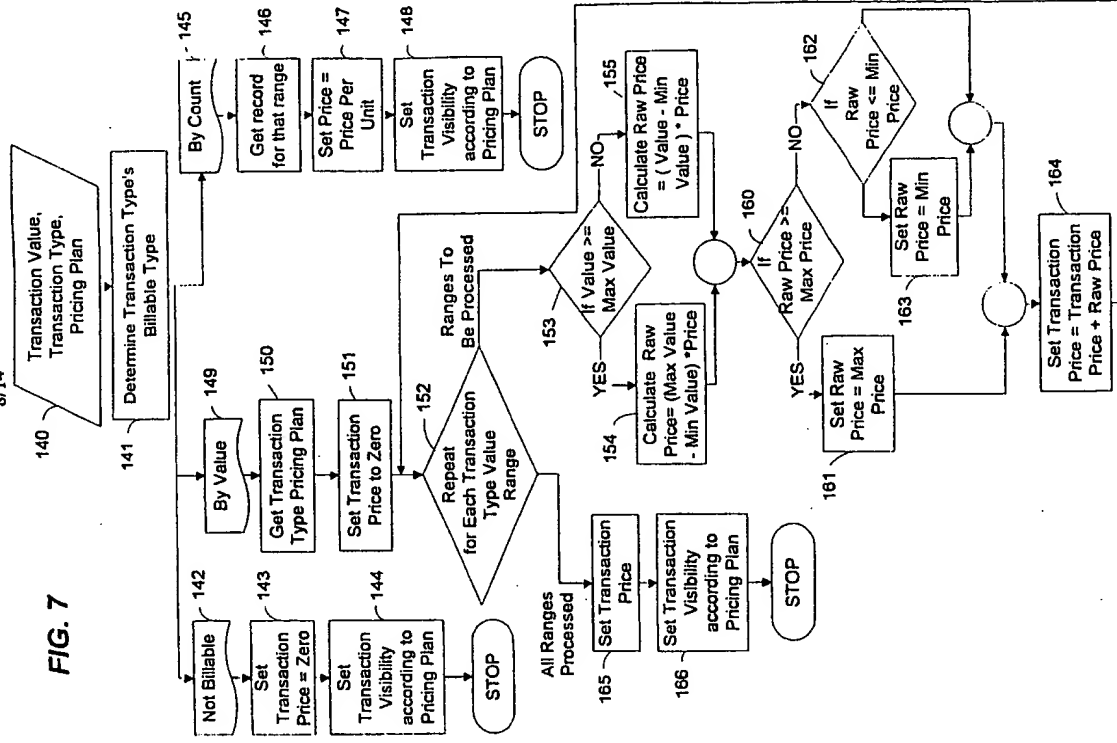 8/14
FIG. 7
140
Transaction Value,
Transaction Type,
Pricing Plan
141
Determine Transaction Type's
Billable Type
142
Not Billable
143
Set
Transaction
Price = Zero
144
Set
Transaction
Visibility
according to
Pricing Plan
STOP
149
By Value
150
Get Transaction
Type Pricing Plan
151
Set Transaction
Price to Zero
152
Repeat
for Each Transaction
Type Value
Range
145
By Count
146
Get record
for that range
147
Set Price =
Price Per
Unit
148
Set
Transaction
Visibility
according to
Pricing Plan
STOP
All Ranges
Processed
165
Set Transaction
Price
166
Set Transaction
Visibility
according to
Pricing Plan
STOP
Ranges To
Be Processed
153
If Value >=
Max Value
YES
NO
154
Calculate Raw
Price= (Max Value
- Min Value) *Price
155
Calculate Raw Price
= ( Value - Min
Value ) * Price
160
If
Raw Price >=
Max Price
YES
NO
161
Set Raw
Price = Max
Price
162
If
Raw
Price <= Min
Price
163
Set Raw
Price = Min
Price
164
Set Transaction
Price = Transaction
Price + Raw Price